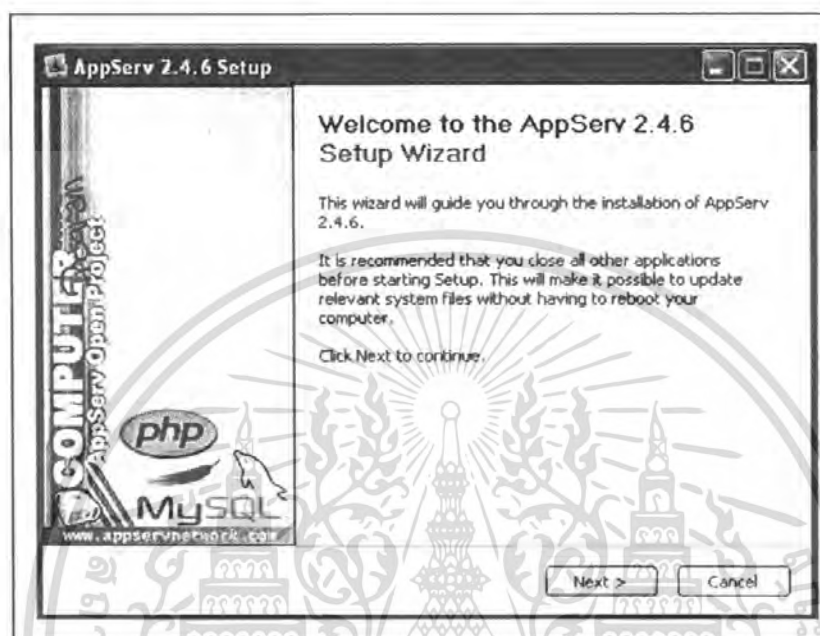 AppServ 2.4.6 Setup
Welcome to the AppServ 2.4.6
Setup Wizard
This wizard will guide you through the installation of AppServ
2.4.6.
It is recommended that you close all other applications
before starting Setup. This will make it possible to update
relevant system files without having to reboot your
computer.
Click Next to continue.
COMPUTER
AppServ Open Project
php
MySQL
www.appservnetwork.com
Next >
Cancel